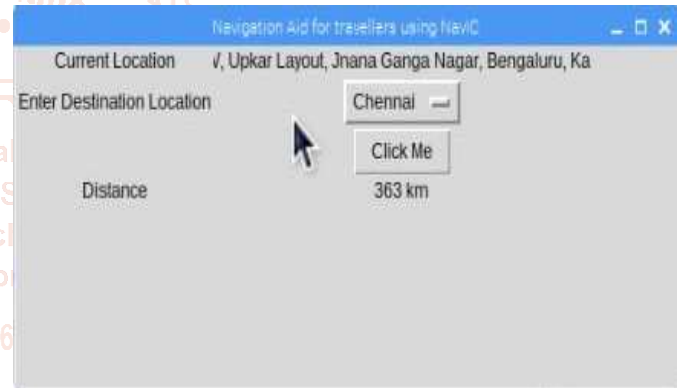 Navigation Aid for travellers using NavIC
Current Location /, Upkar Layout, Jnana Ganga Nagar, Bengaluru, Ka
Enter Destination Location Chennai
Click Me
Distance 363 km